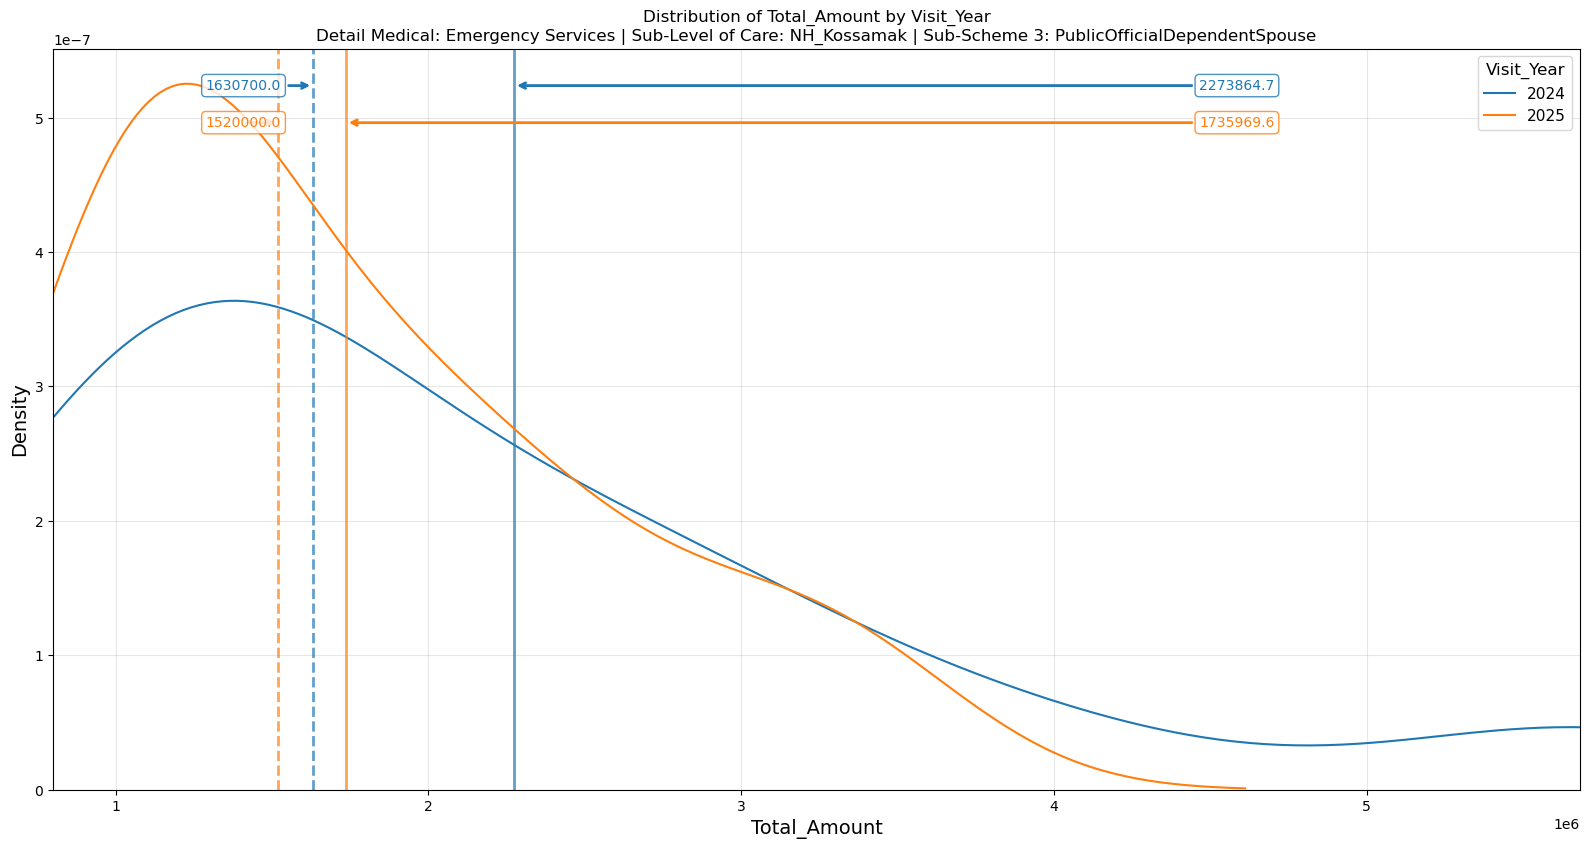 Distribution of Total_Amount by Visit_Year
Detail Medical: Emergency Services | Sub-Level of Care: NH_Kossamak | Sub-Scheme 3: PublicOfficialDependentSpouse
1e−7
1630700.0
2273864.7
1520000.0
1735969.6
Visit_Year
2024
2025
5
4
3
2
1
0
Density
1
2
3
4
5
1e6
Total_Amount